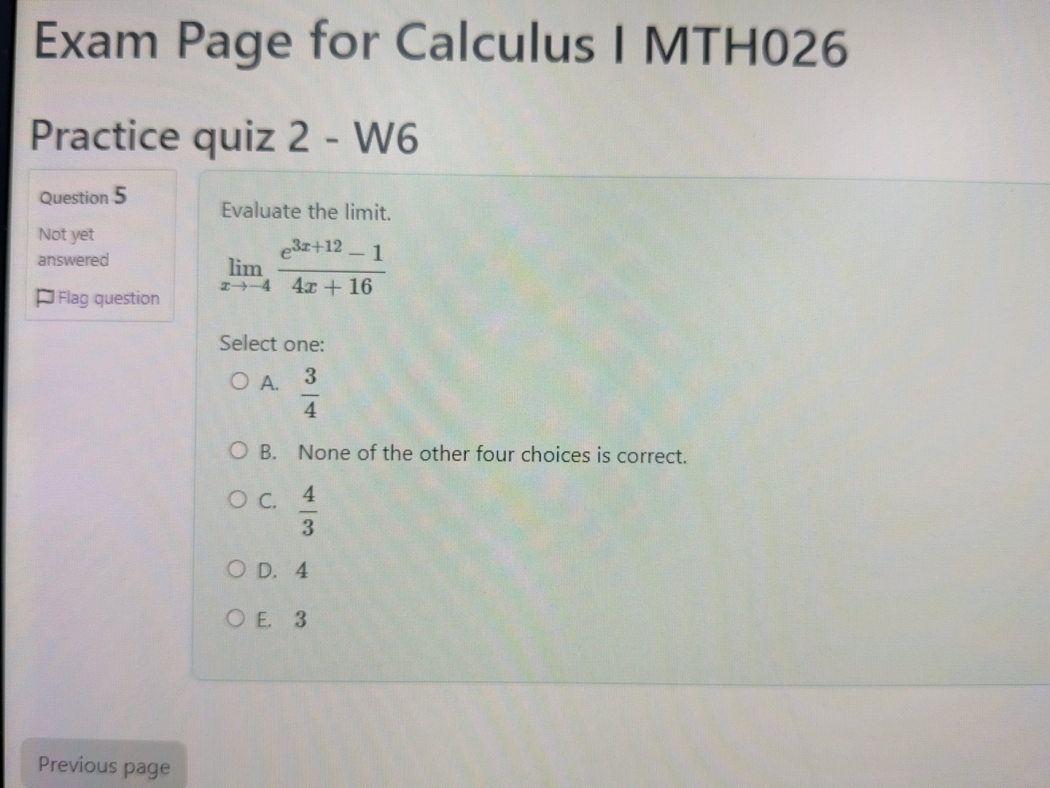 Exam Page for Calculus I MTH026
Practice quiz 2 - W6
Question 5
Not yet
answered
Flag question
Evaluate the limit.
lim x→-4 (e^(3x+12) − 1)/(4x + 16)
Select one:
A. 3/4
B. None of the other four choices is correct.
C. 4/3
D. 4
E. 3
Previous page